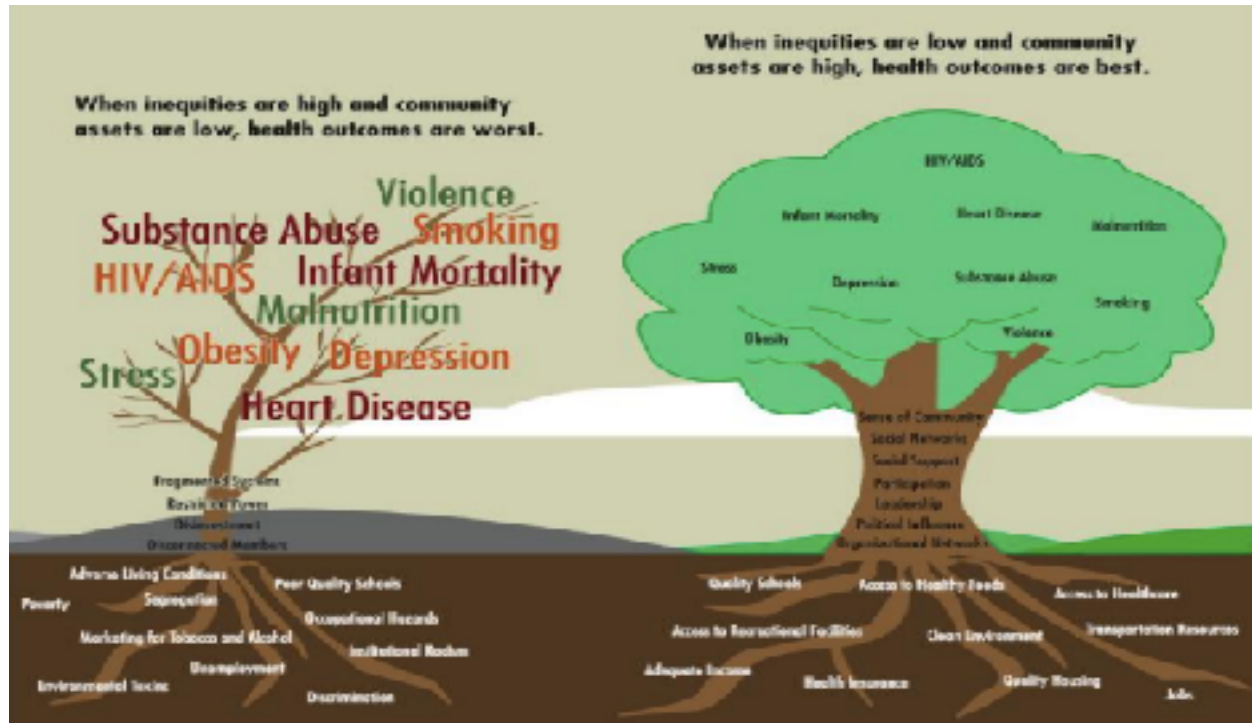 When inequities are high and community
assets are low, health outcomes are worst.
Violence
Substance Abuse
Smoking
HIV/AIDS
Infant Mortality
Malnutrition
Obesity
Depression
Stress
Heart Disease
Fragmented Systems
Restricted Power
Disinvestment
Disconnected Members
Adverse Living Conditions
Poor Quality Schools
Poverty
Segregation
Occupational Hazards
Marketing for Tobacco and Alcohol
Institutional Racism
Unemployment
Environmental Toxins
Discrimination
When inequities are low and community
assets are high, health outcomes are best.
HIV/AIDS
Infant Mortality
Heart Disease
Malnutrition
Stress
Depression
Substance Abuse
Smoking
Obesity
Violence
Sense of Community
Social Networks
Social Support
Participation
Leadership
Political Influence
Organizational Networks
Quality Schools
Access to Healthy Foods
Access to Healthcare
Access to Recreational Facilities
Clean Environment
Transportation Resources
Adequate Income
Health Insurance
Quality Housing
Jobs